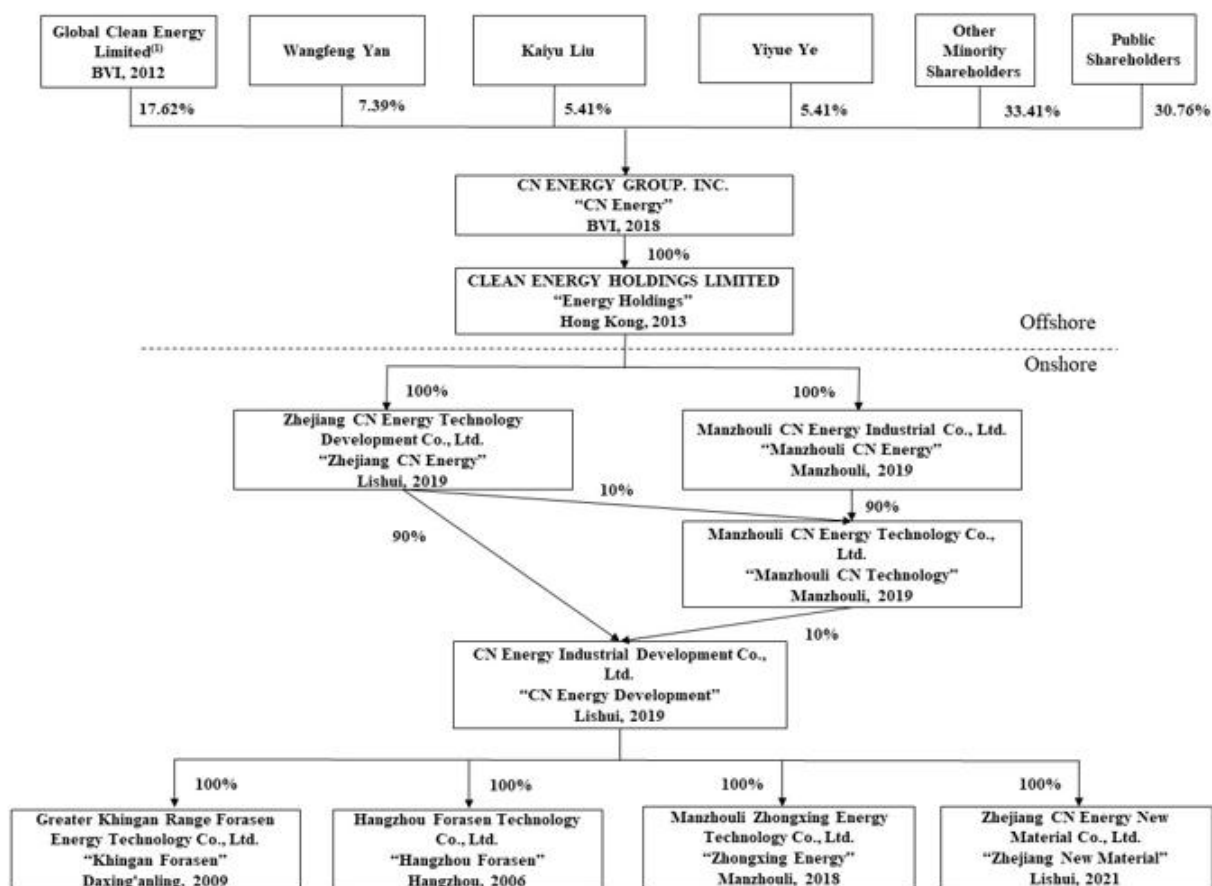 Global Clean Energy
Limited(1)
BVI, 2012
Wangfeng Yan
Kaiyu Liu
Yiyue Ye
Other
Minority
Shareholders
Public
Shareholders
17.62%
7.39%
5.41%
5.41%
33.41%
30.76%
CN ENERGY GROUP. INC.
“CN Energy”
BVI, 2018
100%
CLEAN ENERGY HOLDINGS LIMITED
“Energy Holdings”
Hong Kong, 2013
Offshore
Onshore
100%
100%
Zhejiang CN Energy Technology
Development Co., Ltd.
“Zhejiang CN Energy”
Lishui, 2019
Manzhouli CN Energy Industrial Co., Ltd.
“Manzhouli CN Energy”
Manzhouli, 2019
10%
90%
90%
Manzhouli CN Energy Technology Co.,
Ltd.
“Manzhouli CN Technology”
Manzhouli, 2019
10%
CN Energy Industrial Development Co.,
Ltd.
“CN Energy Development”
Lishui, 2019
100%
100%
100%
100%
Greater Khingan Range Forasen
Energy Technology Co., Ltd.
“Khingan Forasen”
Daxing’anling, 2009
Hangzhou Forasen Technology
Co., Ltd.
“Hangzhou Forasen”
Hangzhou, 2006
Manzhouli Zhongxing Energy
Technology Co., Ltd.
“Zhongxing Energy”
Manzhouli, 2018
Zhejiang CN Energy New
Material Co., Ltd.
“Zhejiang New Material”
Lishui, 2021